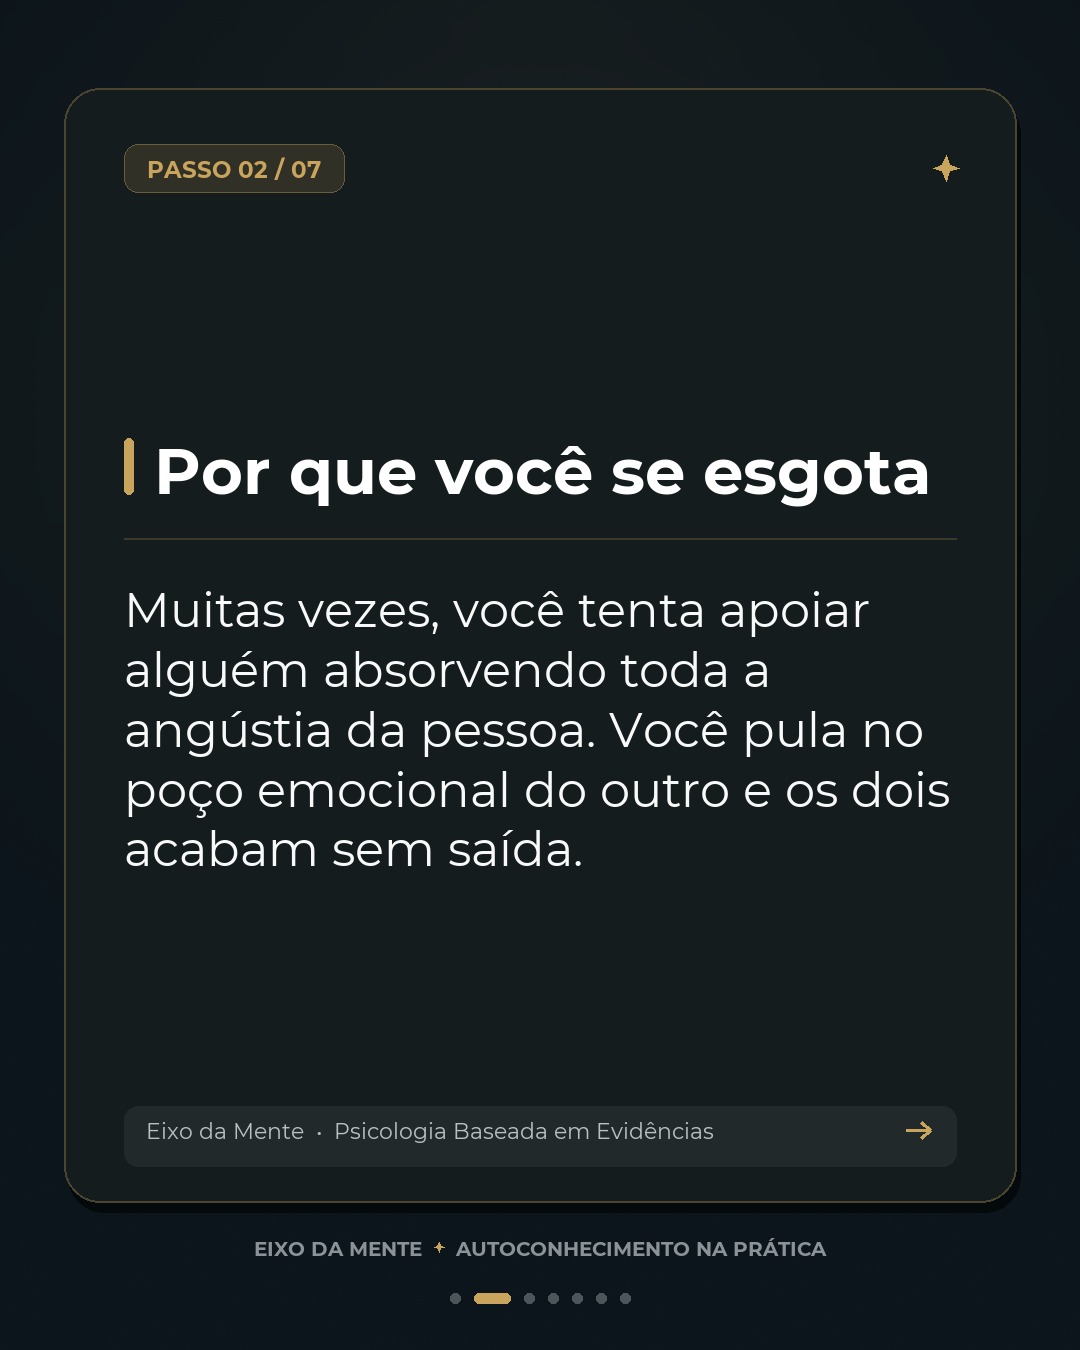 PASSO 02 / 07
Por que você se esgota
Muitas vezes, você tenta apoiar
alguém absorvendo toda a
angústia da pessoa. Você pula no
poço emocional do outro e os dois
acabam sem saída.
Eixo da Mente • Psicologia Baseada em Evidências →
EIXO DA MENTE ✦ AUTOCONHECIMENTO NA PRÁTICA